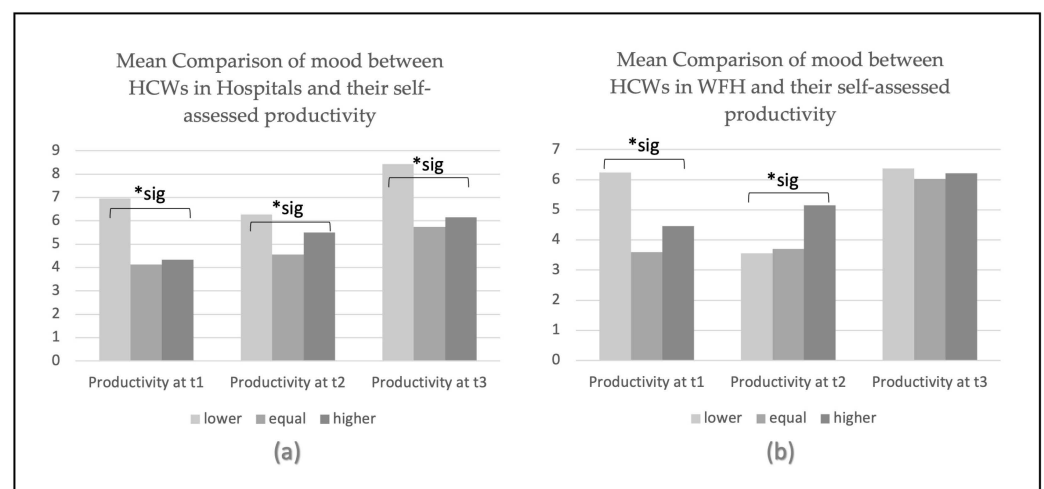 Mean Comparison of mood between
HCWs in Hospitals and their self-
assessed productivity
9
8
7
6
5
4
3
2
1
0
*sig
*sig
*sig
Productivity at t1 Productivity at t2 Productivity at t3
lower equal higher
(a)
Mean Comparison of mood between
HCWs in WFH and their self-assessed
productivity
7
6
5
4
3
2
1
0
*sig
*sig
Productivity at t1 Productivity at t2 Productivity at t3
lower equal higher
(b)